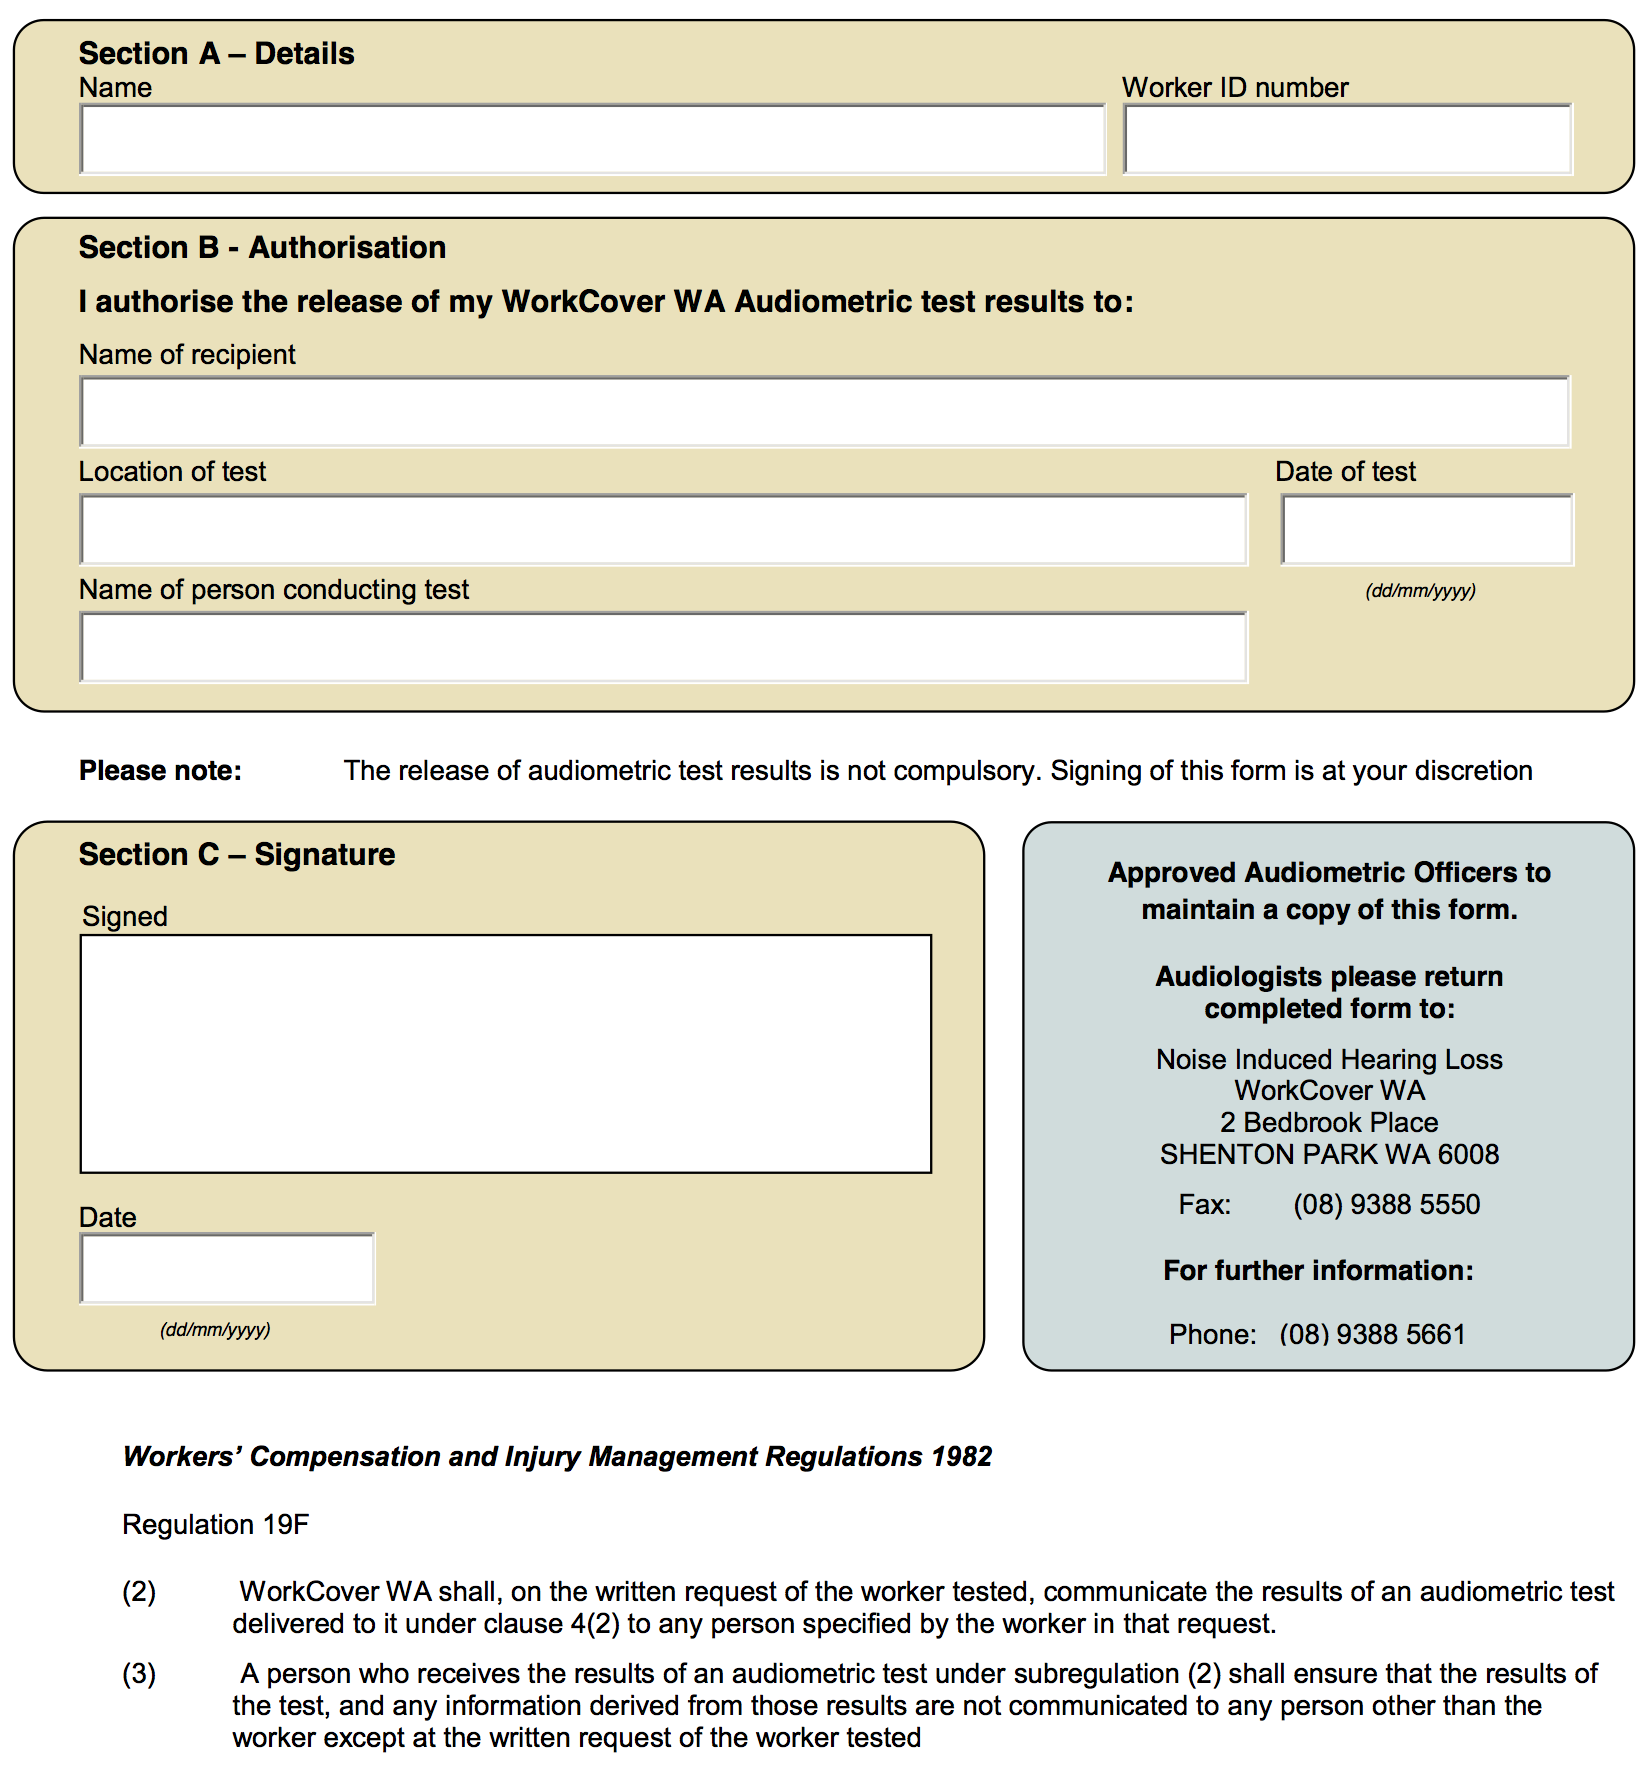 Section A – Details
Name
Worker ID number
Section B - Authorisation
I authorise the release of my WorkCover WA Audiometric test results to:
Name of recipient
Location of test
Date of test
Name of person conducting test
(dd/mm/yyyy)
Please note: The release of audiometric test results is not compulsory. Signing of this form is at your discretion
Section C – Signature
Signed
Date
(dd/mm/yyyy)
Approved Audiometric Officers to
maintain a copy of this form.
Audiologists please return
completed form to:
Noise Induced Hearing Loss
WorkCover WA
2 Bedbrook Place
SHENTON PARK WA 6008
Fax: (08) 9388 5550
For further information:
Phone: (08) 9388 5661
Workers’ Compensation and Injury Management Regulations 1982
Regulation 19F
(2) WorkCover WA shall, on the written request of the worker tested, communicate the results of an audiometric test
delivered to it under clause 4(2) to any person specified by the worker in that request.
(3) A person who receives the results of an audiometric test under subregulation (2) shall ensure that the results of
the test, and any information derived from those results are not communicated to any person other than the
worker except at the written request of the worker tested